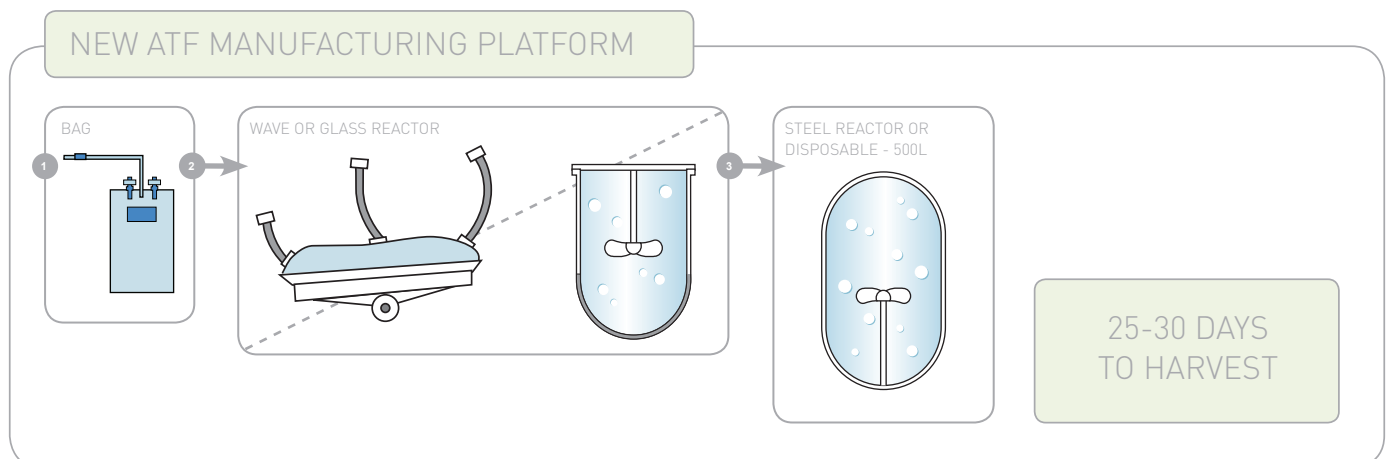 NEW ATF MANUFACTURING PLATFORM
BAG
WAVE OR GLASS REACTOR
STEEL REACTOR OR
DISPOSABLE - 500L
1
2
3
25-30 DAYS
TO HARVEST